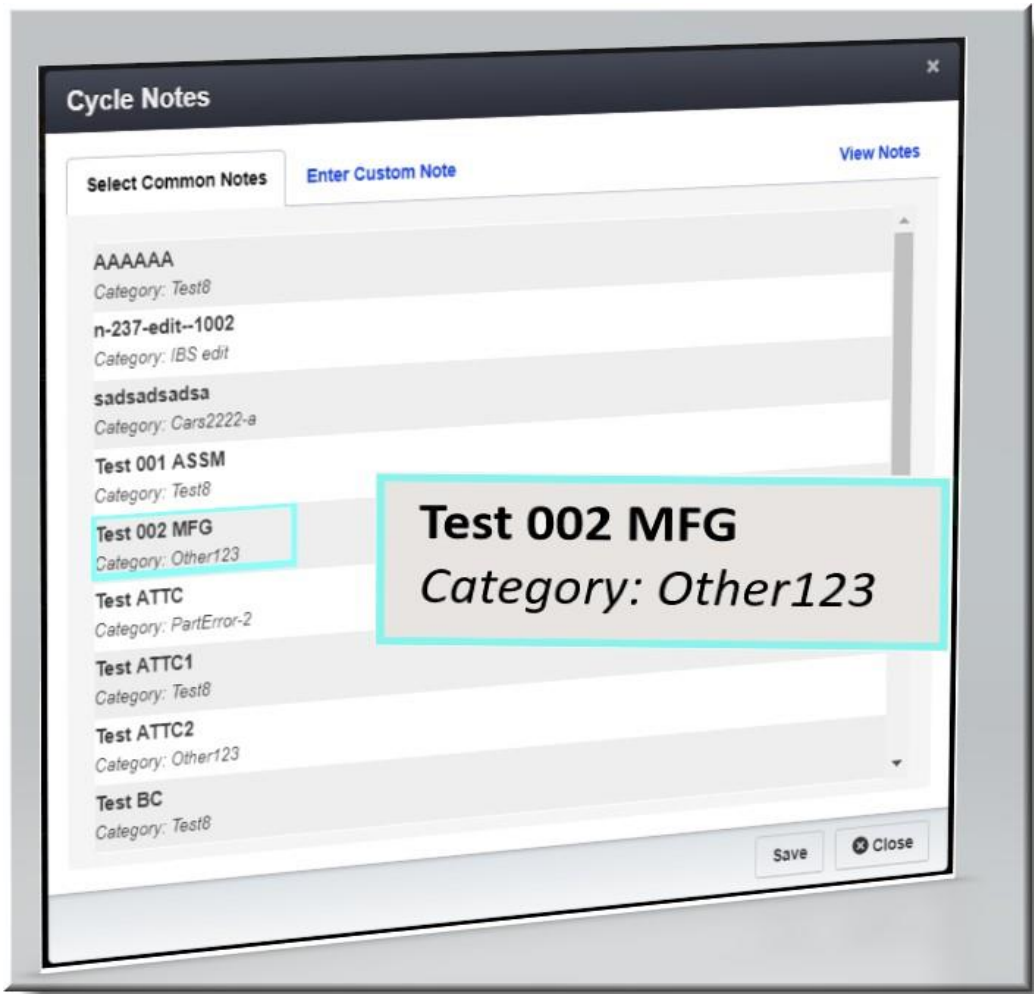 Cycle Notes
Select Common Notes
Enter Custom Note
View Notes
AAAAAA
Category: Test8
n-237-edit--1002
Category: IBS edit
sadsadsadsa
Category: Cars2222-a
Test 001 ASSM
Category: Test8
Test 002 MFG
Category: Other123
Test 002 MFG
Category: Other123
Test ATTC
Category: PartError-2
Test ATTC1
Category: Test8
Test ATTC2
Category: Other123
Test BC
Category: Test8
Save
Close